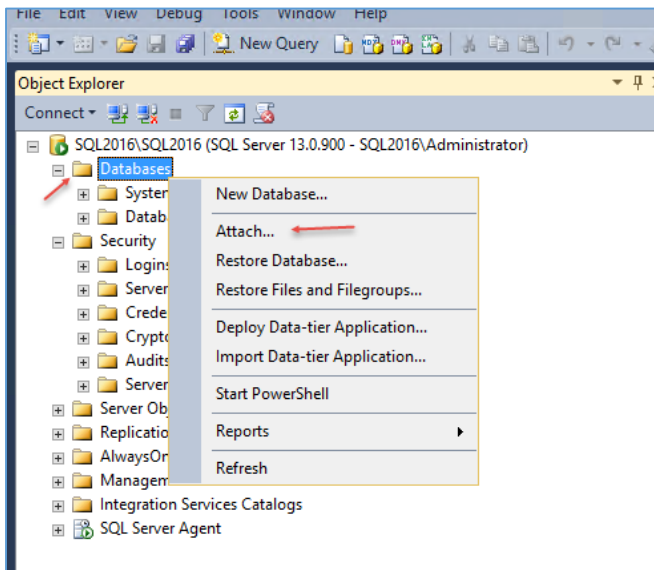 File Edit View Debug Tools Window Help
New Query
Object Explorer
Connect
SQL2016\SQL2016 (SQL Server 13.0.900 - SQL2016\Administrator)
Databases
New Database...
Attach...
Security
Restore Database...
Restore Files and Filegroups...
Deploy Data-tier Application...
Import Data-tier Application...
Start PowerShell
Reports
Refresh
Integration Services Catalogs
SQL Server Agent